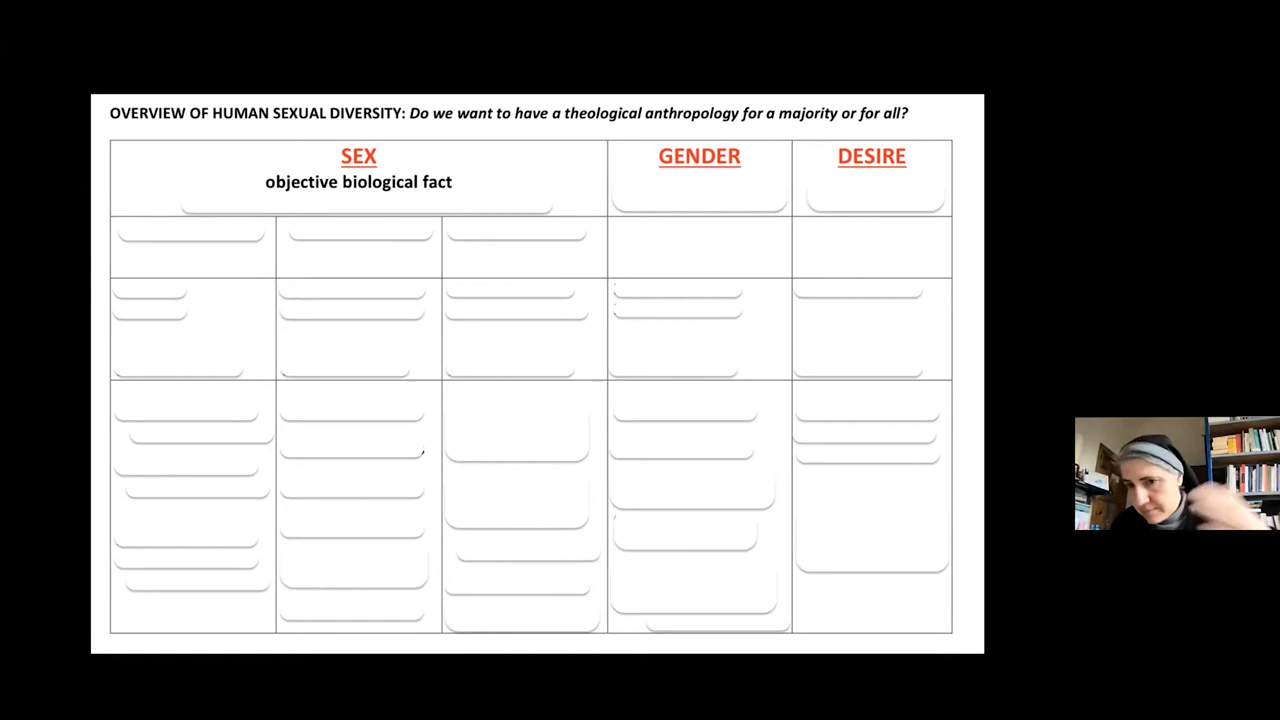 OVERVIEW OF HUMAN SEXUAL DIVERSITY: Do we want to have a theological anthropology for a majority or for all?
SEX
objective biological fact
GENDER
DESIRE